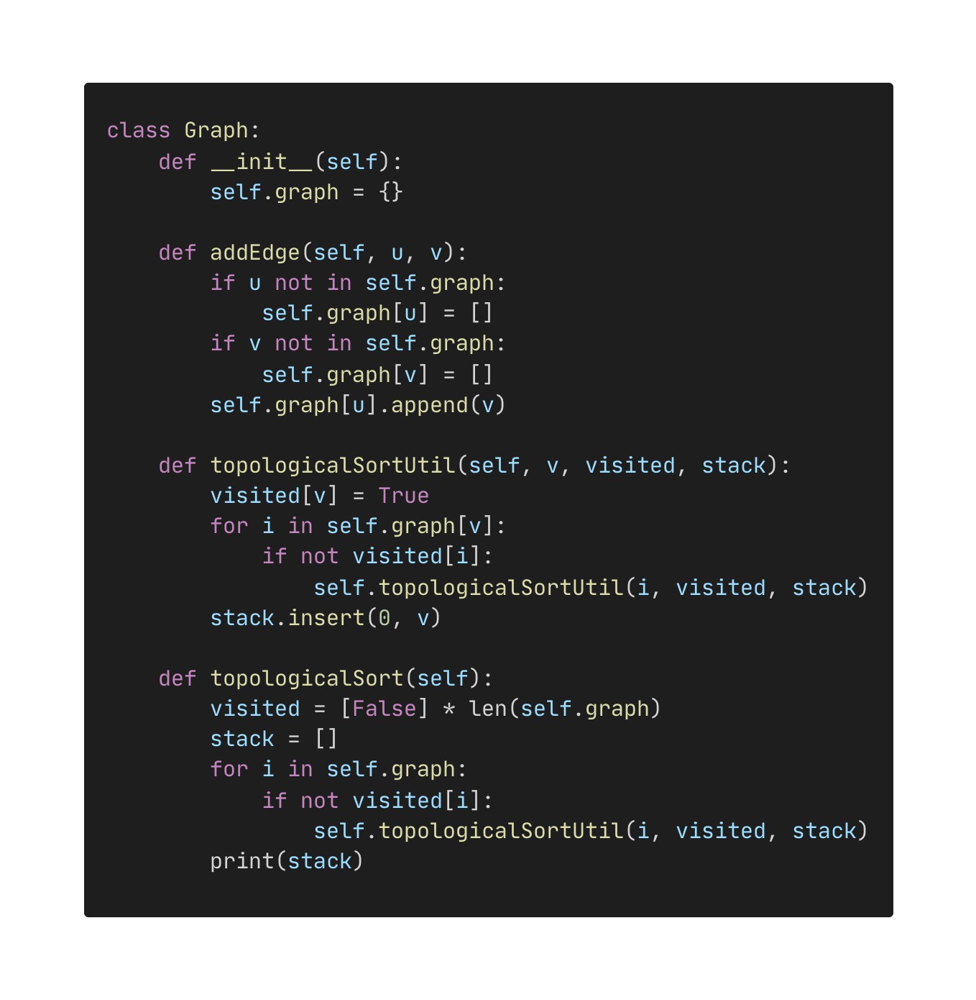 class Graph:
    def __init__(self):
        self.graph = {}

    def addEdge(self, u, v):
        if u not in self.graph:
            self.graph[u] = []
        if v not in self.graph:
            self.graph[v] = []
        self.graph[u].append(v)

    def topologicalSortUtil(self, v, visited, stack):
        visited[v] = True
        for i in self.graph[v]:
            if not visited[i]:
                self.topologicalSortUtil(i, visited, stack)
        stack.insert(0, v)

    def topologicalSort(self):
        visited = [False] * len(self.graph)
        stack = []
        for i in self.graph:
            if not visited[i]:
                self.topologicalSortUtil(i, visited, stack)
        print(stack)